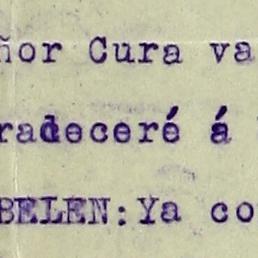 ñor Cura va
radeceré á
BELEN:Ya co